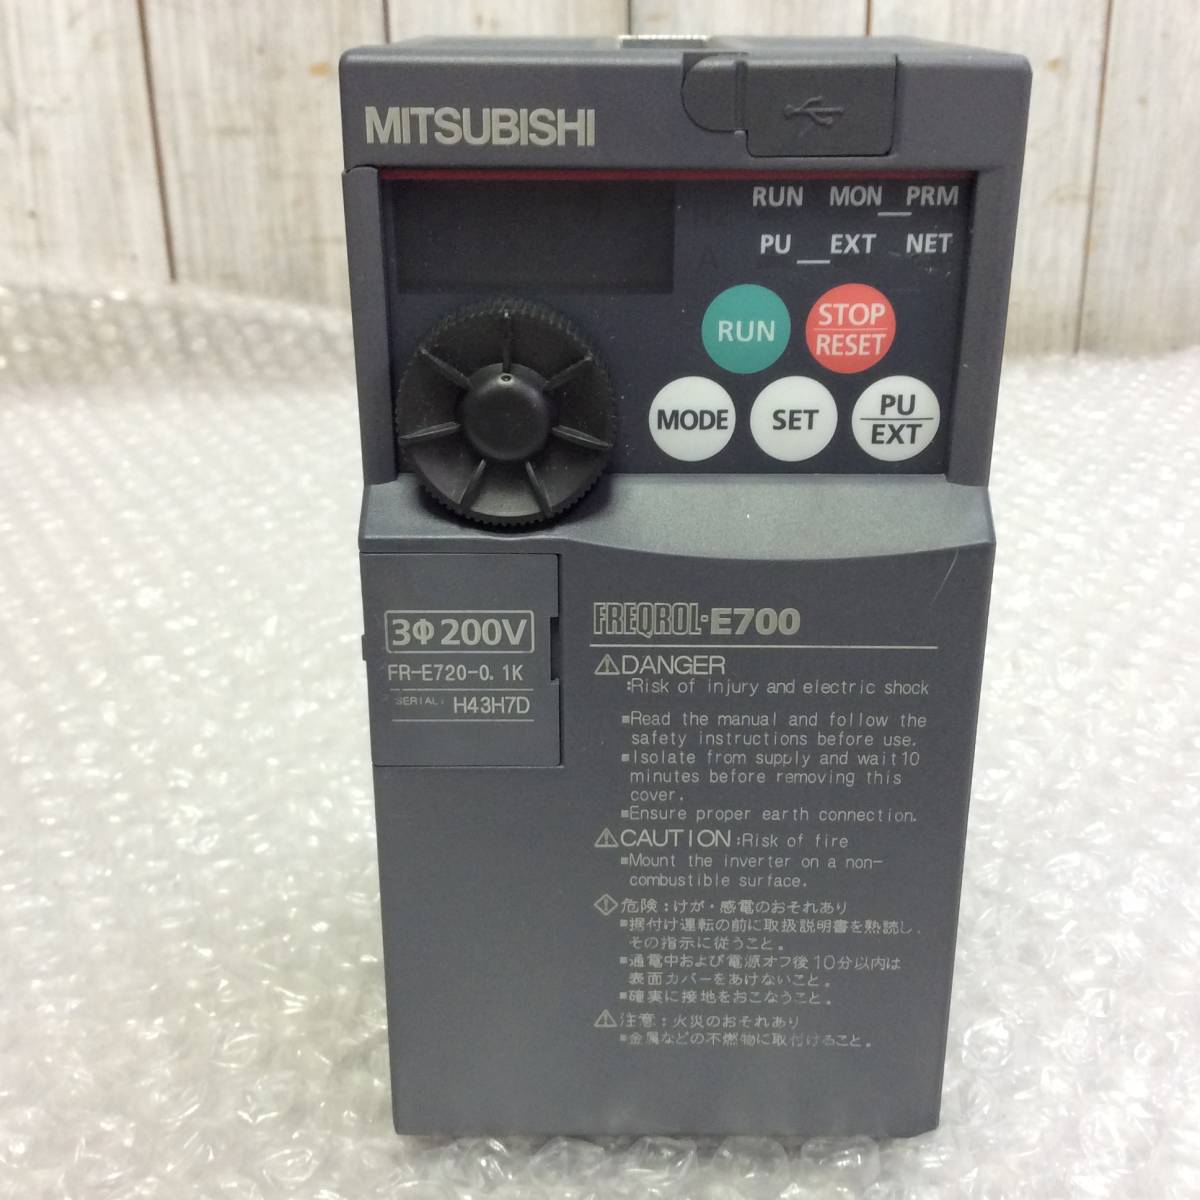 MITSUBISHI
RUN MON PRM
PU EXT NET
RUN
STOP
RESET
MODE
SET
PU
EXT
3Φ 200V
FR-E720-0.1K
SERIAL:
H43H7D
FREQROL-E700
⚠DANGER
:Risk of injury and electric shock
■Read the manual and follow the
safety instructions before use.
■Isolate from supply and wait 10
minutes before removing this
cover.
■Ensure proper earth connection.
⚠CAUTION :Risk of fire
■Mount the inverter on a non-
combustible surface.
危険：けが・感電のおそれあり
■据付け運転の前に取扱説明書を熟読し、
その指示に従うこと。
■通電中および電源オフ後10分以内は
表面カバーをあけないこと。
■確実に接地をおこなうこと。
⚠注意：火災のおそれあり
■金属などの不燃物に取付けること。